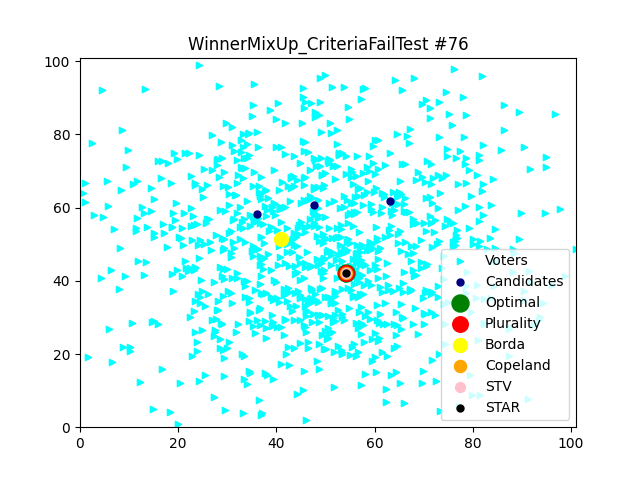 WinnerMixUp_CriteriaFailTest #76
100
80
60
40
20
0
0 20 40 60 80 100
Voters
Candidates
Optimal
Plurality
Borda
Copeland
STV
STAR